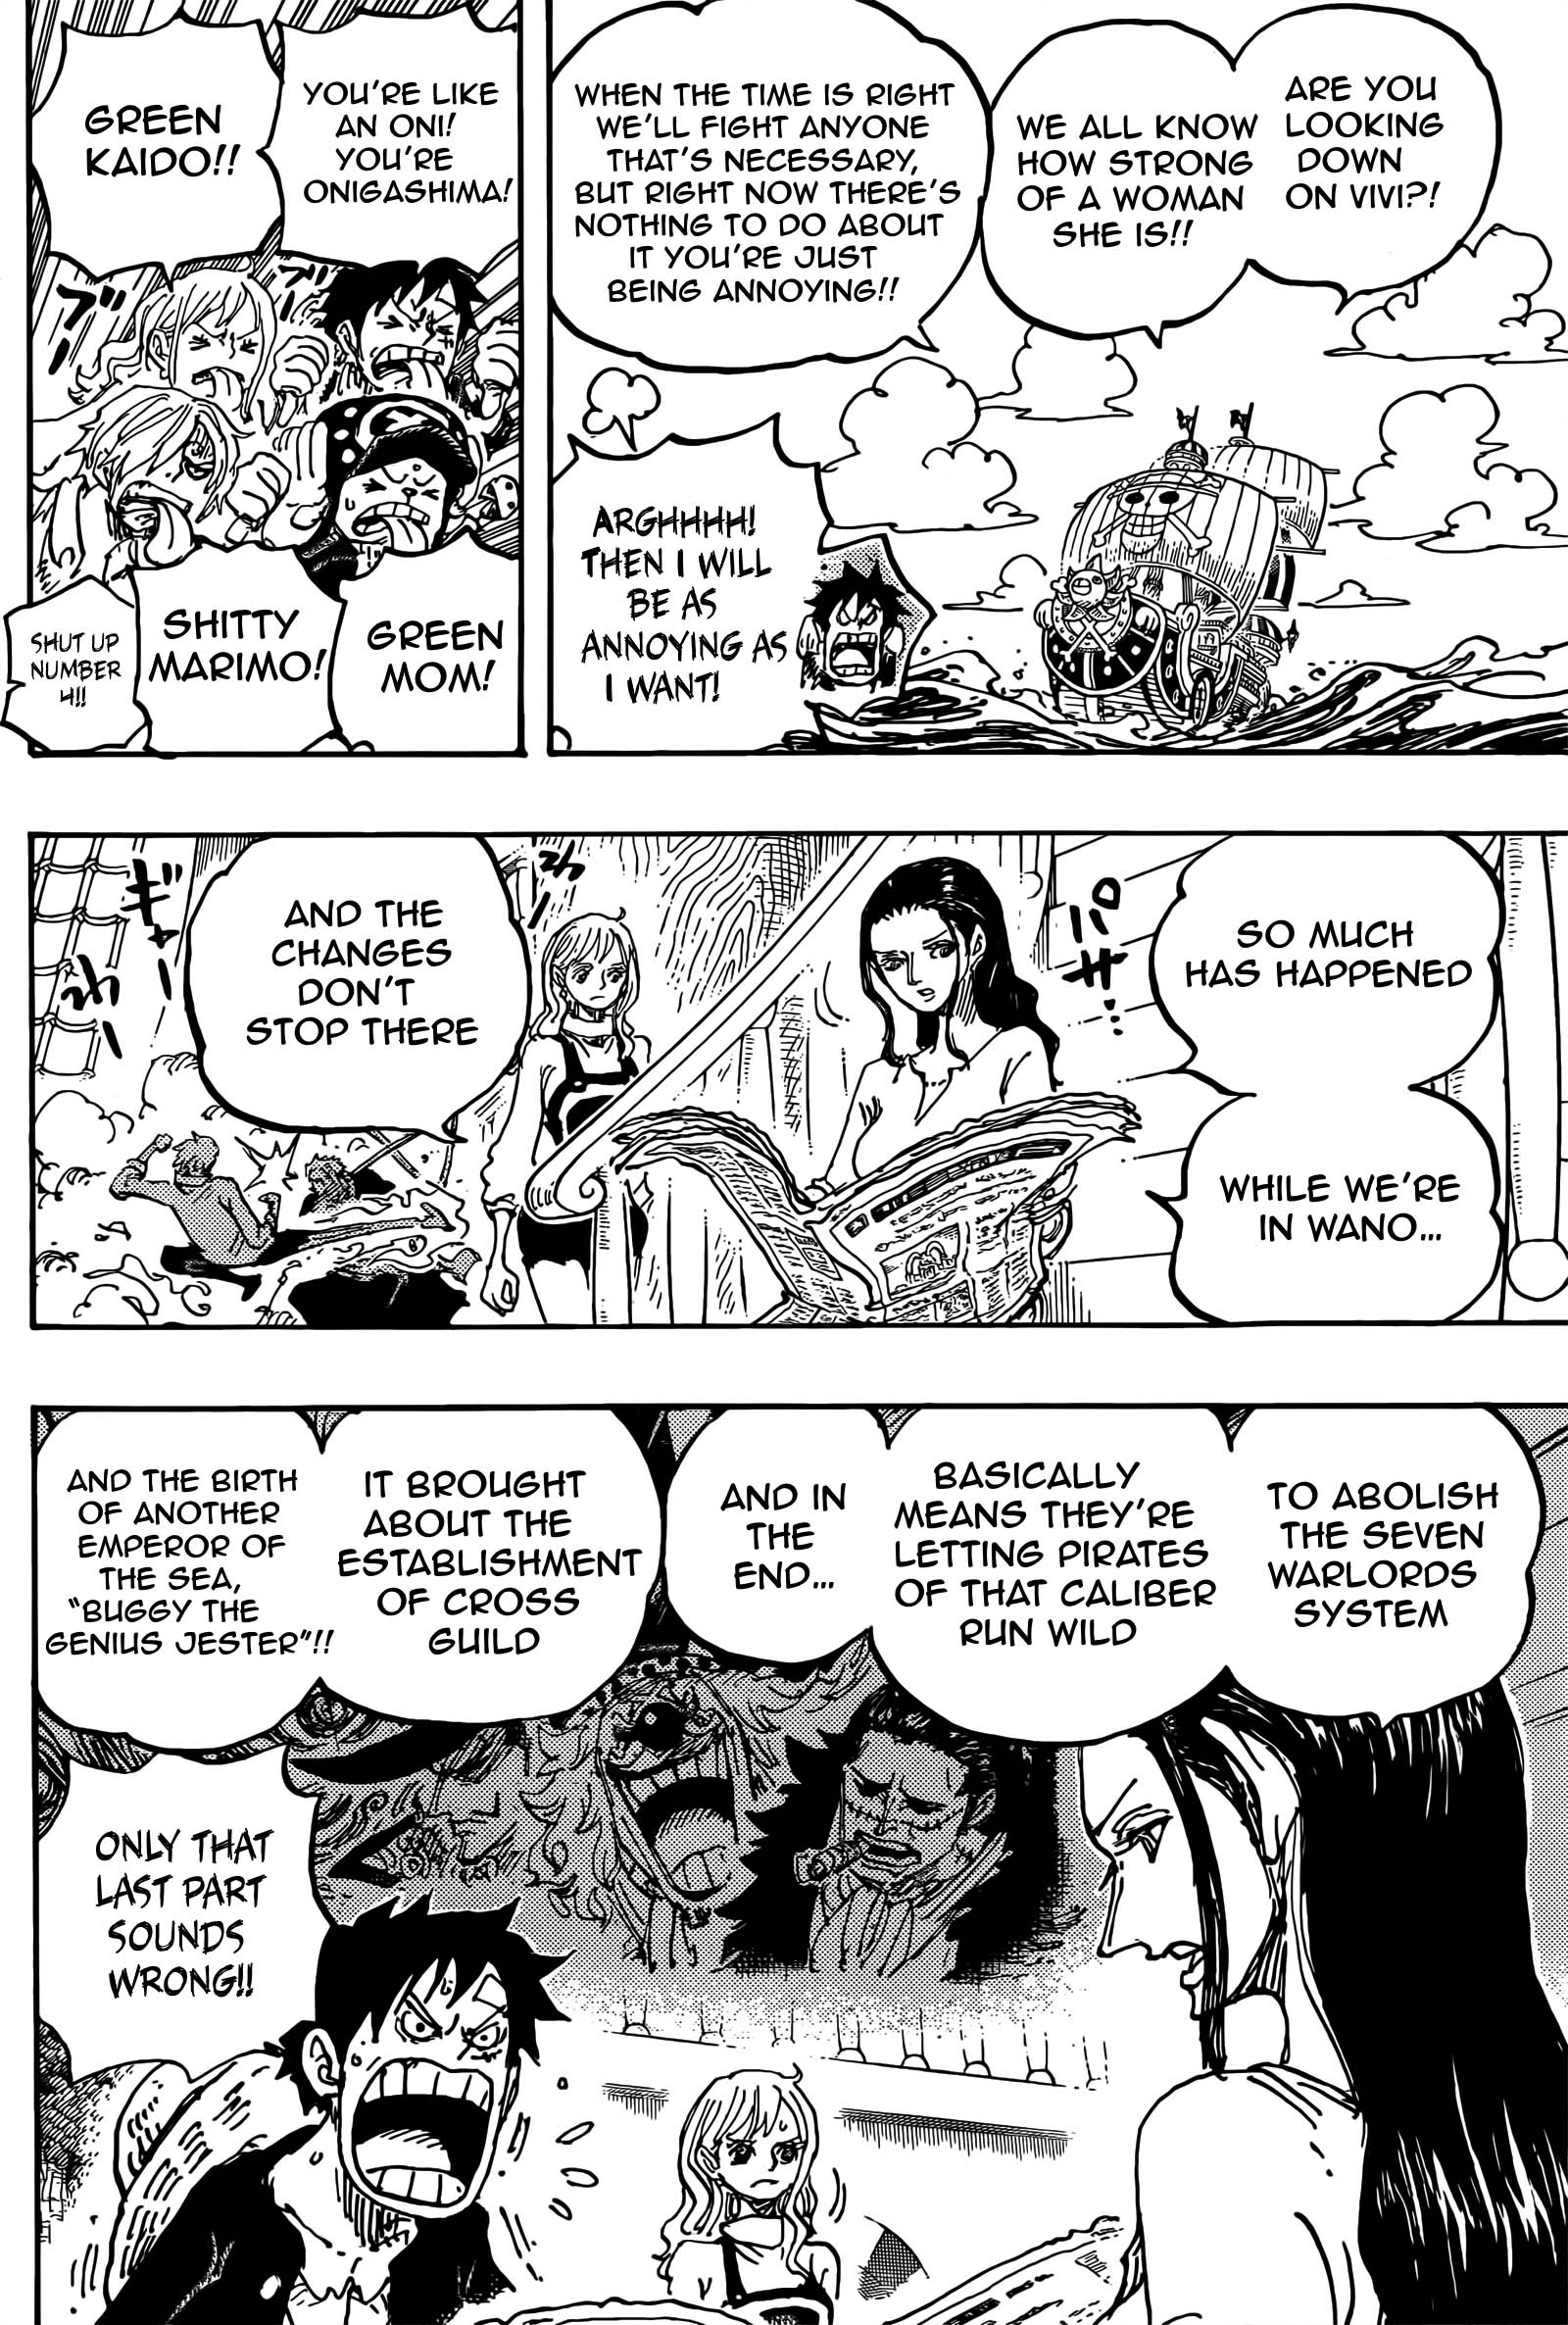 ARE YOU
LOOKING
DOWN
ON VIVI?!
WE ALL KNOW
HOW STRONG
OF A WOMAN
SHE IS!!
WHEN THE TIME IS RIGHT
WE'LL FIGHT ANYONE
THAT'S NECESSARY,
BUT RIGHT NOW THERE'S
NOTHING TO DO ABOUT
IT YOU'RE JUST
BEING ANNOYING!!
ARGHHHH!
THEN I WILL
BE AS
ANNOYING AS
I WANT!
YOU'RE LIKE
AN ONI!
YOU'RE
ONIGASHIMA!
GREEN
KAIDO!!
GREEN
MOM!
SHITTY
MARIMO!
SHUT UP
NUMBER
4!!
SO MUCH
HAS HAPPENED
WHILE WE'RE
IN WANO...
AND THE
CHANGES
DON'T
STOP THERE
TO ABOLISH
THE SEVEN
WARLORDS
SYSTEM
BASICALLY
MEANS THEY'RE
LETTING PIRATES
OF THAT CALIBER
RUN WILD
AND IN
THE
END...
IT BROUGHT
ABOUT THE
ESTABLISHMENT
OF CROSS
GUILD
AND THE BIRTH
OF ANOTHER
EMPEROR OF
THE SEA,
"BUGGY THE
GENIUS JESTER"!!
ONLY THAT
LAST PART
SOUNDS
WRONG!!